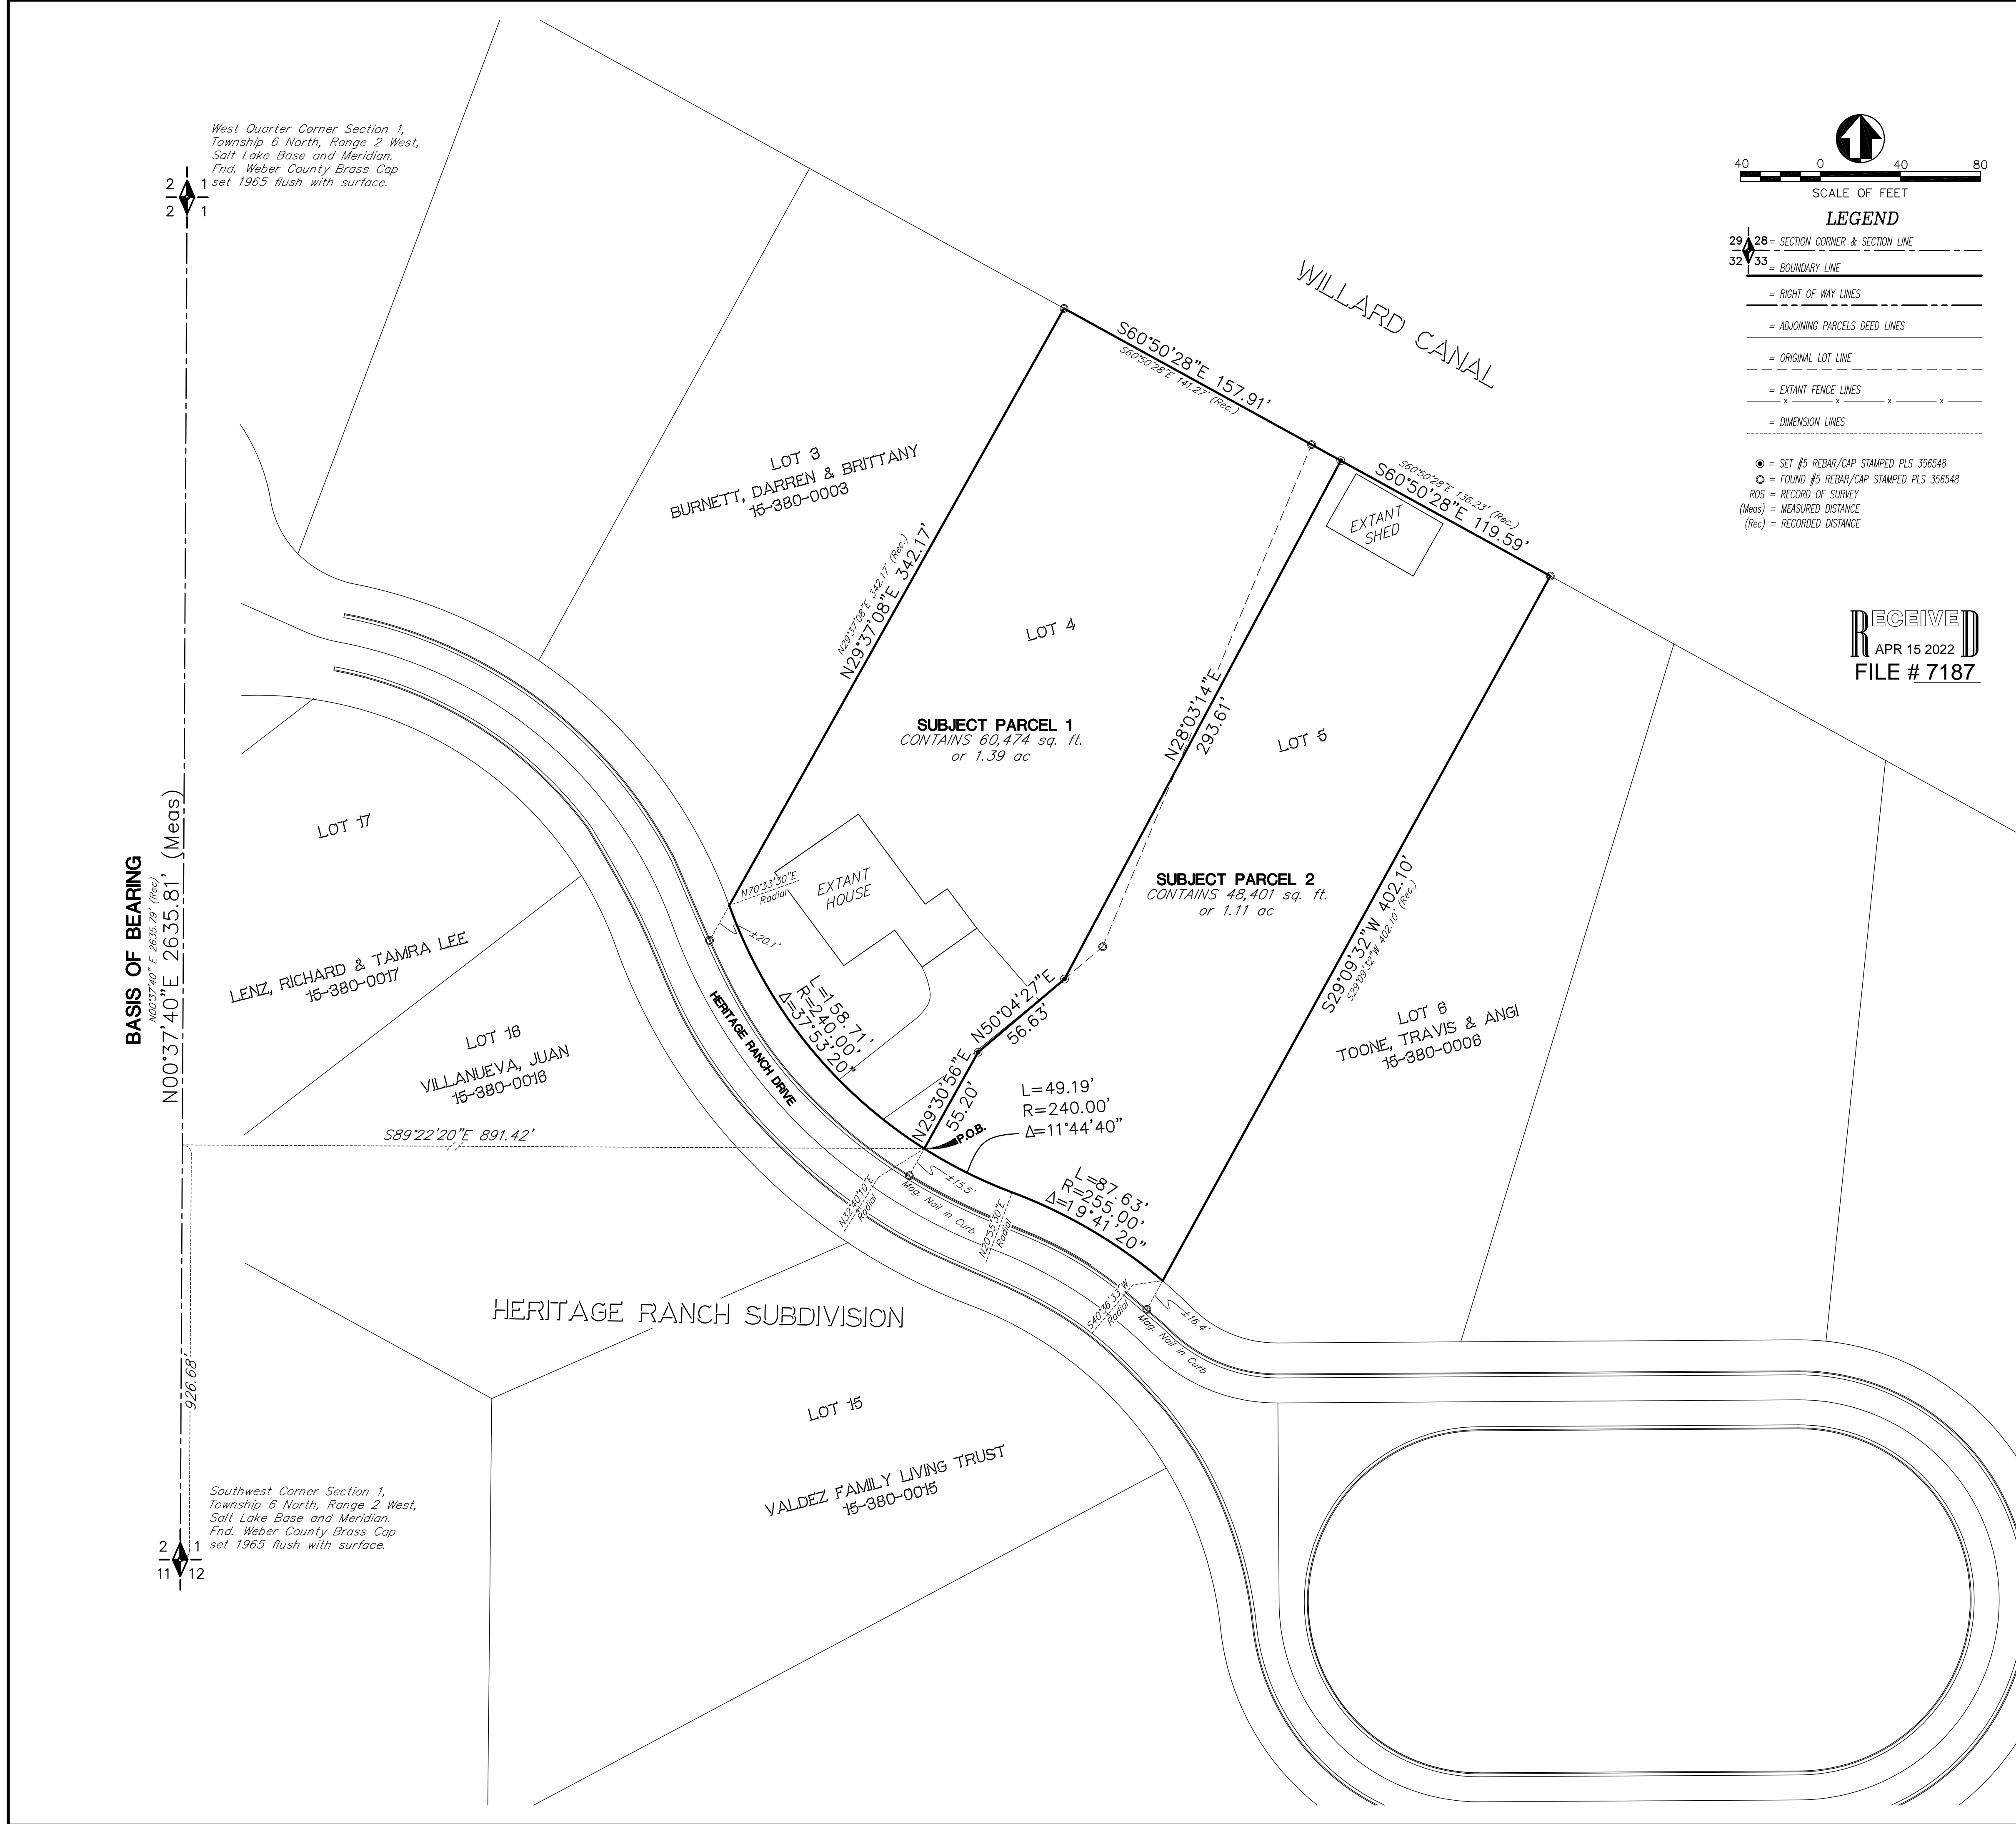 West Quarter Corner Section 1,
Township 6 North, Range 2 West,
Salt Lake Base and Meridian.
Fnd. Weber County Brass Cap
set 1965 flush with surface.
2 1
2 1
40 0 40 80
SCALE OF FEET
LEGEND
29 28 = SECTION CORNER & SECTION LINE
32 33
= BOUNDARY LINE
= RIGHT OF WAY LINES
= ADJOINING PARCELS DEED LINES
= ORIGINAL LOT LINE
= EXTANT FENCE LINES
x x x x
= DIMENSION LINES
= SET #5 REBAR/CAP STAMPED PLS 356548
= FOUND #5 REBAR/CAP STAMPED PLS 356548
ROS = RECORD OF SURVEY
(Meas) = MEASURED DISTANCE
(Rec) = RECORDED DISTANCE
RECEIVED
APR 15 2022
FILE # 7187
WILLARD CANAL
S60°50'28"E 157.91'
S60°50'28"E 141.27' (Rec.)
S60°50'28"E 136.23' (Rec.)
S60°50'28"E 119.59'
EXTANT
SHED
LOT 3
BURNETT, DARREN & BRITTANY
15-380-0003
N29°37'08"E 342.17' (Rec.)
N29°37'08"E 342.17'
LOT 4
SUBJECT PARCEL 1
CONTAINS 60,474 sq. ft.
or 1.39 ac
N28°03'14"E
293.61'
LOT 5
SUBJECT PARCEL 2
CONTAINS 48,401 sq. ft.
or 1.11 ac
S29°09'32"W 402.10'
S29°09'32"W 402.10' (Rec.)
LOT 6
TOONE, TRAVIS & ANGI
15-380-0006
N70°33'30"E
Radial
EXTANT
HOUSE
±20.1'
L=158.71'
R=240.00'
Δ=37°53'20"
HERITAGE RANCH DRIVE
N50°04'27"E
56.63'
N29°30'56"E
55.20'
P.O.B.
L=49.19'
R=240.00'
Δ=11°44'40"
L=87.63'
R=255.00'
Δ=19°41'20"
N32°40'10"E
Radial
±15.5'
Mag. Nail in Curb
N20°55'30"E
Radial
S40°36'33"W
Radial
±16.4'
Mag. Nail in Curb
BASIS OF BEARING
N00°37'40" E 2635.79' (Rec)
N00°37'40"E 2635.81' (Meas)
LOT 17
LENZ, RICHARD & TAMRA LEE
15-380-0017
LOT 16
VILLANUEVA, JUAN
15-380-0016
S89°22'20"E 891.42'
HERITAGE RANCH SUBDIVISION
926.68'
LOT 15
VALDEZ FAMILY LIVING TRUST
15-380-0015
Southwest Corner Section 1,
Township 6 North, Range 2 West,
Salt Lake Base and Meridian.
Fnd. Weber County Brass Cap
set 1965 flush with surface.
2 1
11 12